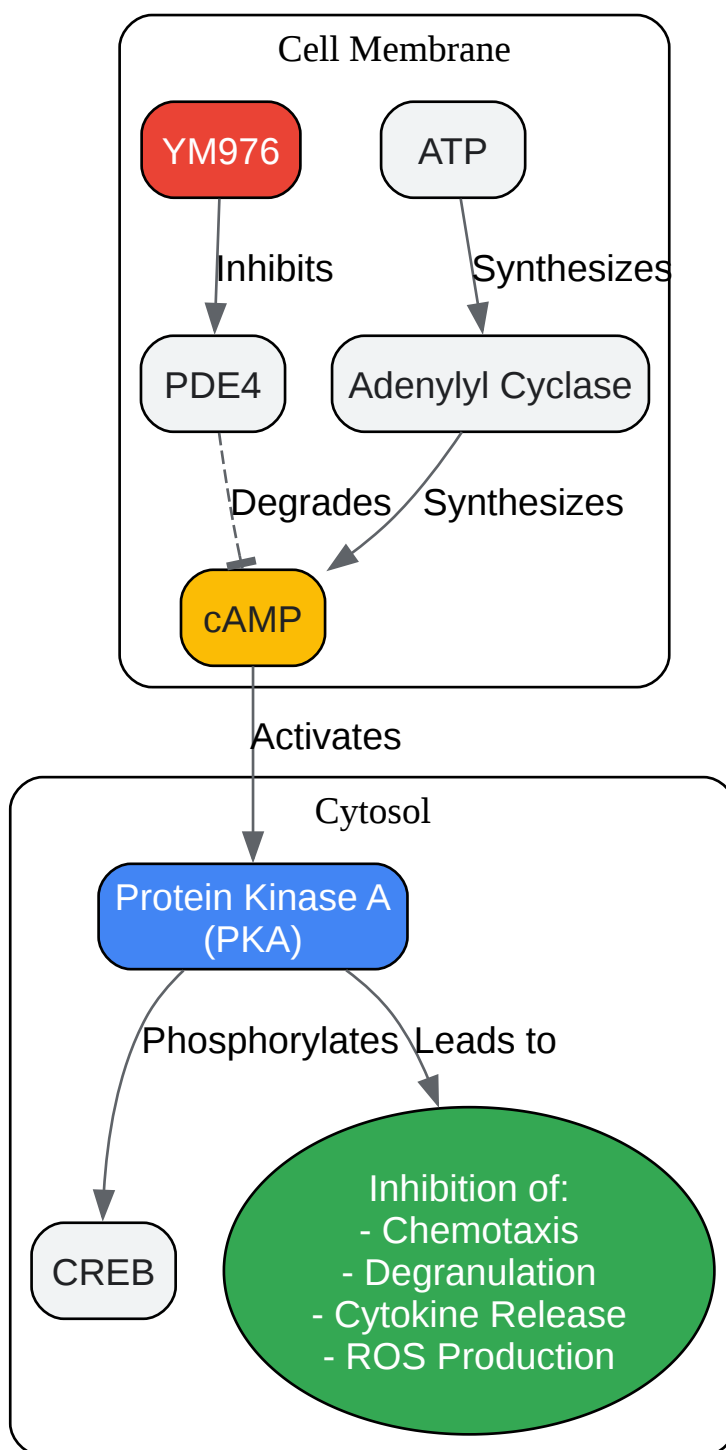 Cell Membrane
YM976
ATP
Inhibits
Synthesizes
PDE4
Adenylyl Cyclase
Degrades
Synthesizes
cAMP
Activates
Cytosol
Protein Kinase A
(PKA)
Phosphorylates
Leads to
Inhibition of:
- Chemotaxis
- Degranulation
- Cytokine Release
- ROS Production
CREB